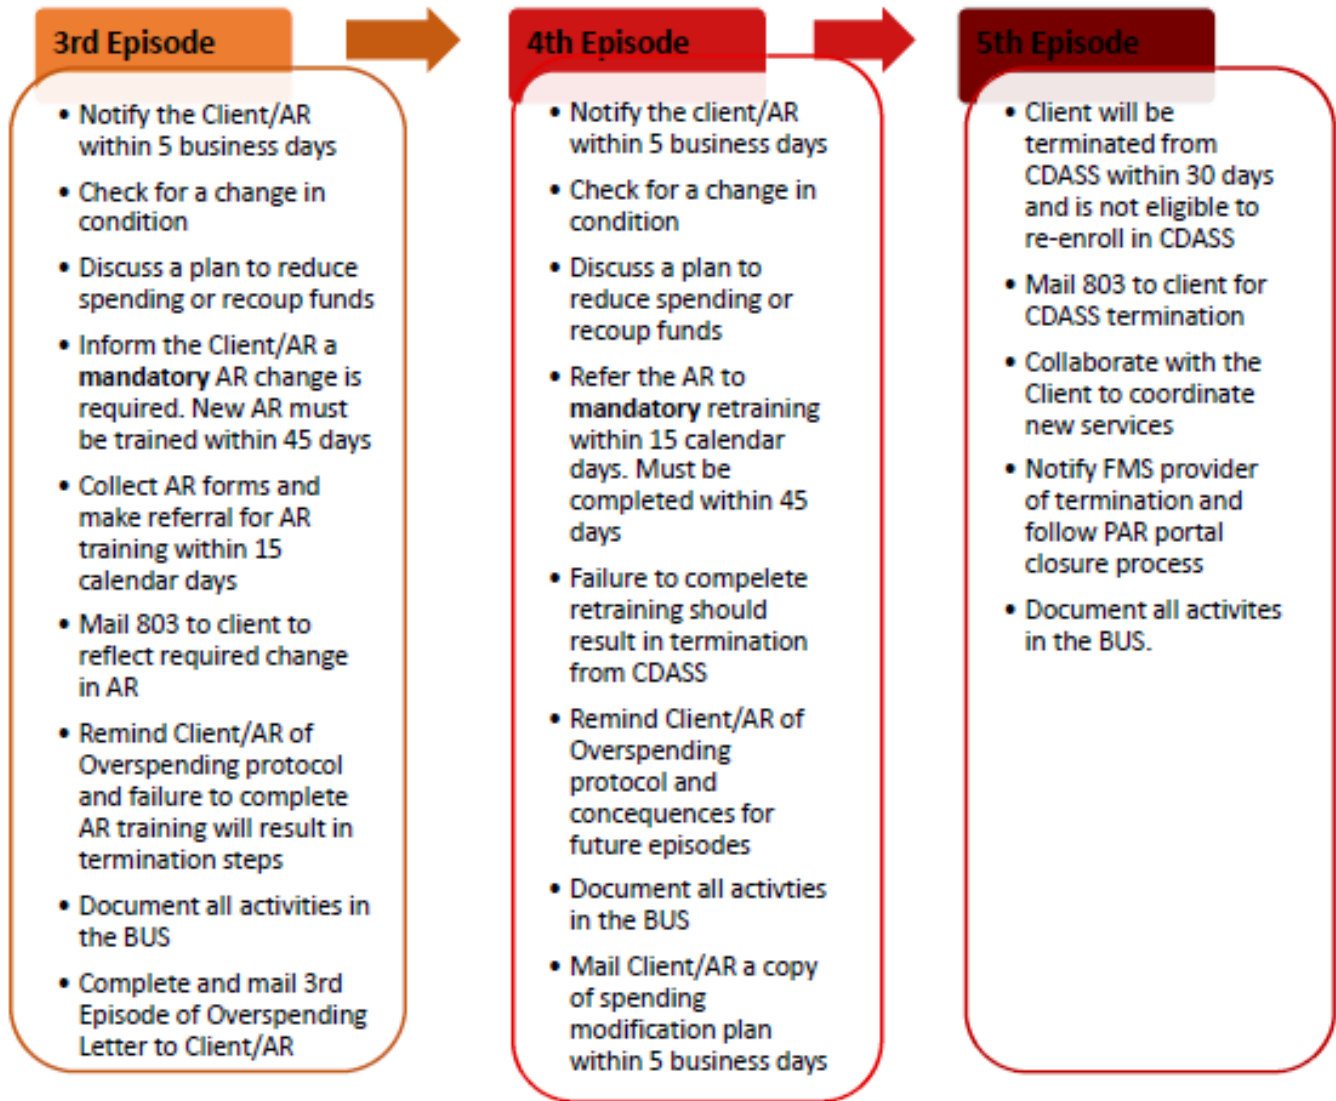 3rd Episode
• Notify the Client/AR
within 5 business days
• Check for a change in
condition
• Discuss a plan to reduce
spending or recoup funds
• Inform the Client/AR a
mandatory AR change is
required. New AR must
be trained within 45 days
• Collect AR forms and
make referral for AR
training within 15
calendar days
• Mail 803 to client to
reflect required change
in AR
• Remind Client/AR of
Overspending protocol
and failure to complete
AR training will result in
termination steps
• Document all activities in
the BUS
• Complete and mail 3rd
Episode of Overspending
Letter to Client/AR
4th Episode
• Notify the client/AR
within 5 business days
• Check for a change in
condition
• Discuss a plan to
reduce spending or
recoup funds
• Refer the AR to
mandatory retraining
within 15 calendar
days. Must be
completed within 45
days
• Failure to compelete
retraining should
result in termination
from CDASS
• Remind Client/AR of
Overspending
protocol and
concequences for
future episodes
• Document all activties
in the BUS
• Mail Client/AR a copy
of spending
modification plan
within 5 business days
5th Episode
• Client will be
terminated from
CDASS within 30 days
and is not eligible to
re-enroll in CDASS
• Mail 803 to client for
CDASS termination
• Collaborate with the
Client to coordinate
new services
• Notify FMS provider
of termination and
follow PAR portal
closure process
• Document all activites
in the BUS.